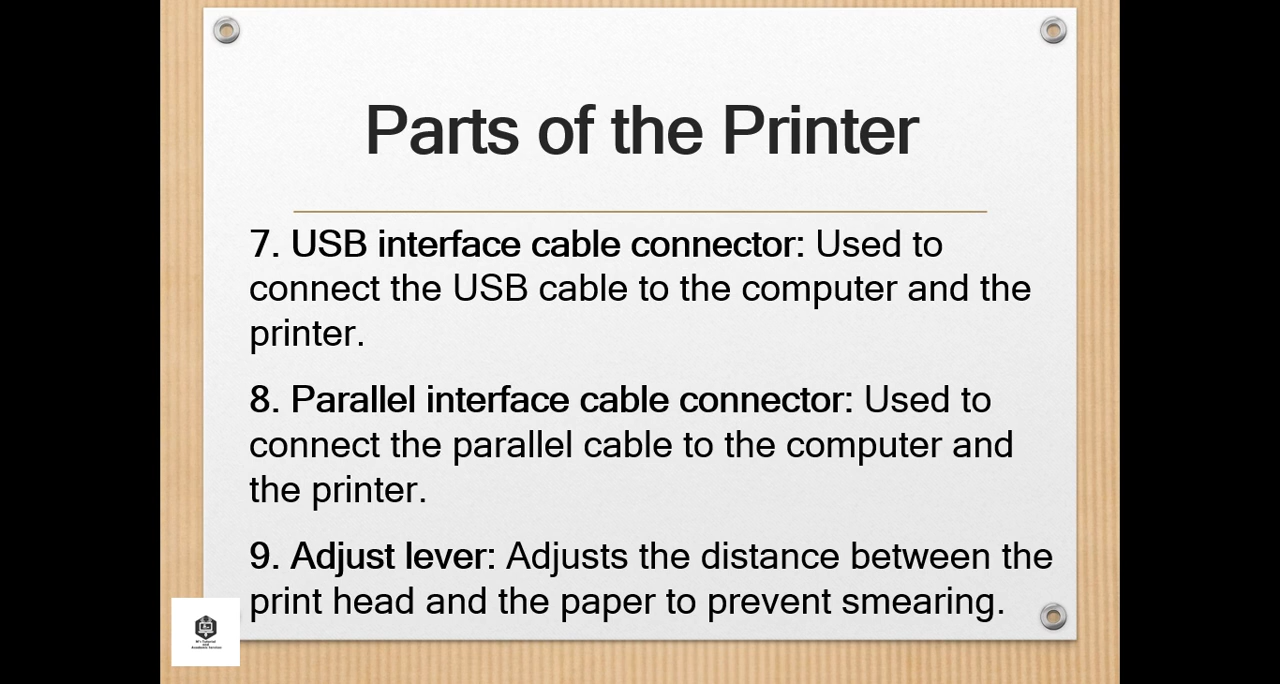 Parts of the Printer
7. USB interface cable connector: Used to
connect the USB cable to the computer and the
printer.
8. Parallel interface cable connector: Used to
connect the parallel cable to the computer and
the printer.
9. Adjust lever: Adjusts the distance between the
print head and the paper to prevent smearing.